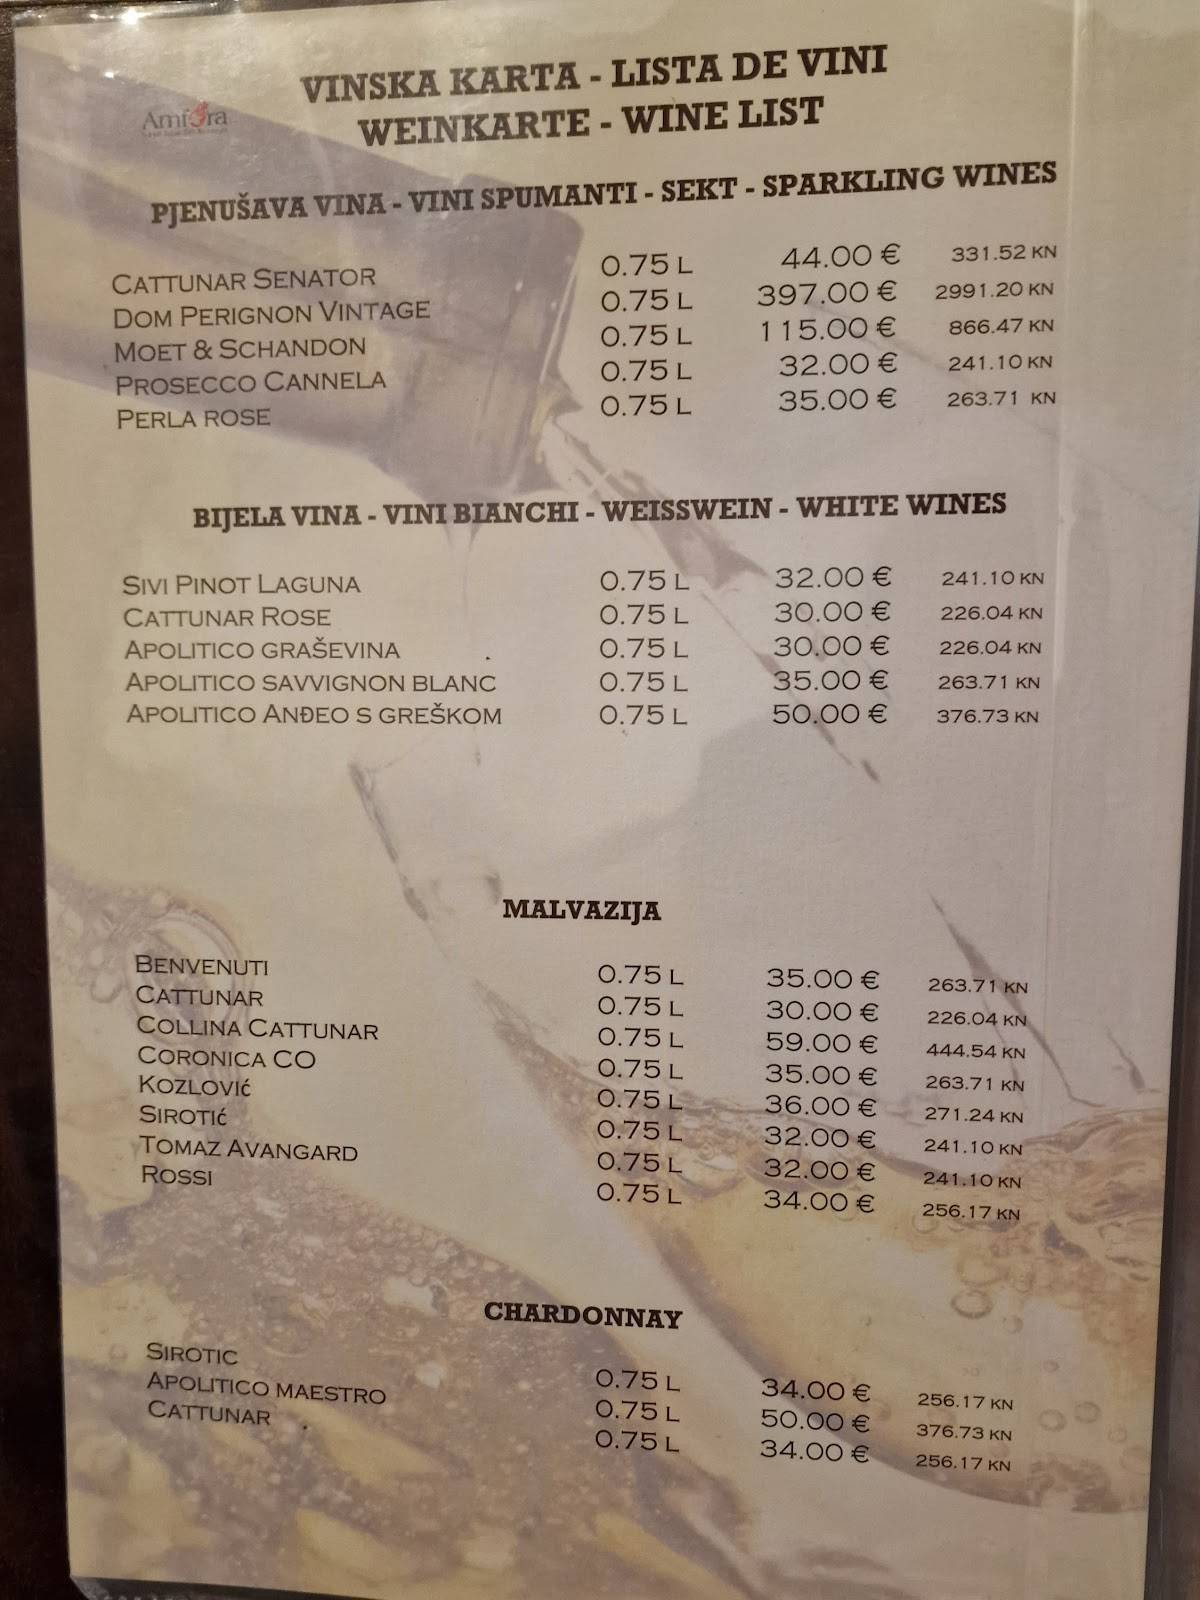 VINSKA KARTA - LISTA DE VINI
WEINKARTE - WINE LIST
Amfora
PJENUŠAVA VINA - VINI SPUMANTI - SEKT - SPARKLING WINES
CATTUNAR SENATOR 0.75 L 44.00 € 331.52 KN
DOM PERIGNON VINTAGE 0.75 L 397.00 € 2991.20 KN
MOET & SCHANDON 0.75 L 115.00 € 866.47 KN
PROSECCO CANNELA 0.75 L 32.00 € 241.10 KN
PERLA ROSE 0.75 L 35.00 € 263.71 KN
BIJELA VINA - VINI BIANCHI - WEISSWEIN - WHITE WINES
SIVI PINOT LAGUNA 0.75 L 32.00 € 241.10 KN
CATTUNAR ROSE 0.75 L 30.00 € 226.04 KN
APOLITICO GRAŠEVINA 0.75 L 30.00 € 226.04 KN
APOLITICO SAVVIGNON BLANC 0.75 L 35.00 € 263.71 KN
APOLITICO ANĐEO S GREŠKOM 0.75 L 50.00 € 376.73 KN
MALVAZIJA
BENVENUTI 0.75 L 35.00 € 263.71 KN
CATTUNAR 0.75 L 30.00 € 226.04 KN
COLLINA CATTUNAR 0.75 L 59.00 € 444.54 KN
CORONICA CO 0.75 L 35.00 € 263.71 KN
KOZLOVIć 0.75 L 36.00 € 271.24 KN
SIROTIć 0.75 L 32.00 € 241.10 KN
TOMAZ AVANGARD 0.75 L 32.00 € 241.10 KN
ROSSI 0.75 L 34.00 € 256.17 KN
CHARDONNAY
SIROTIC 0.75 L 34.00 € 256.17 KN
APOLITICO MAESTRO 0.75 L 50.00 € 376.73 KN
CATTUNAR 0.75 L 34.00 € 256.17 KN